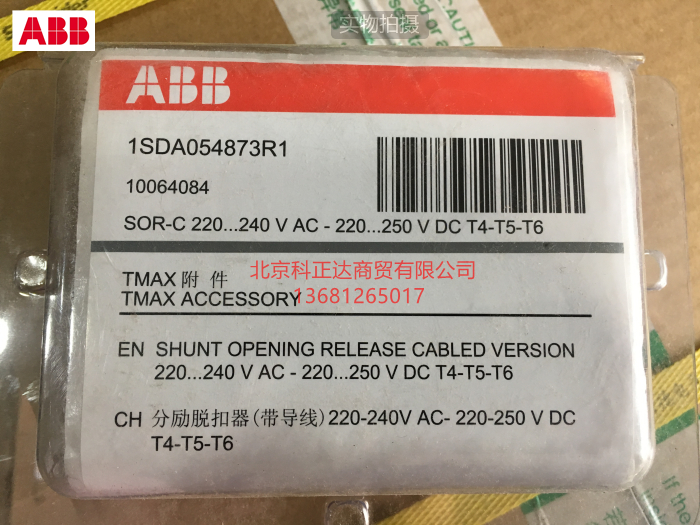 ABB
实物拍摄
ABB
1SDA054873R1
10064084
SOR-C 220...240 V AC - 220...250 V DC T4-T5-T6
TMAX 附 件
北京科正达商贸有限公司
TMAX ACCESSORY
13681265017
EN SHUNT OPENING RELEASE CABLED VERSION
220...240 V AC - 220...250 V DC T4-T5-T6
CH 分励脱扣器(带导线)220-240V AC- 220-250 V DC
T4-T5-T6
CAUTION
If the